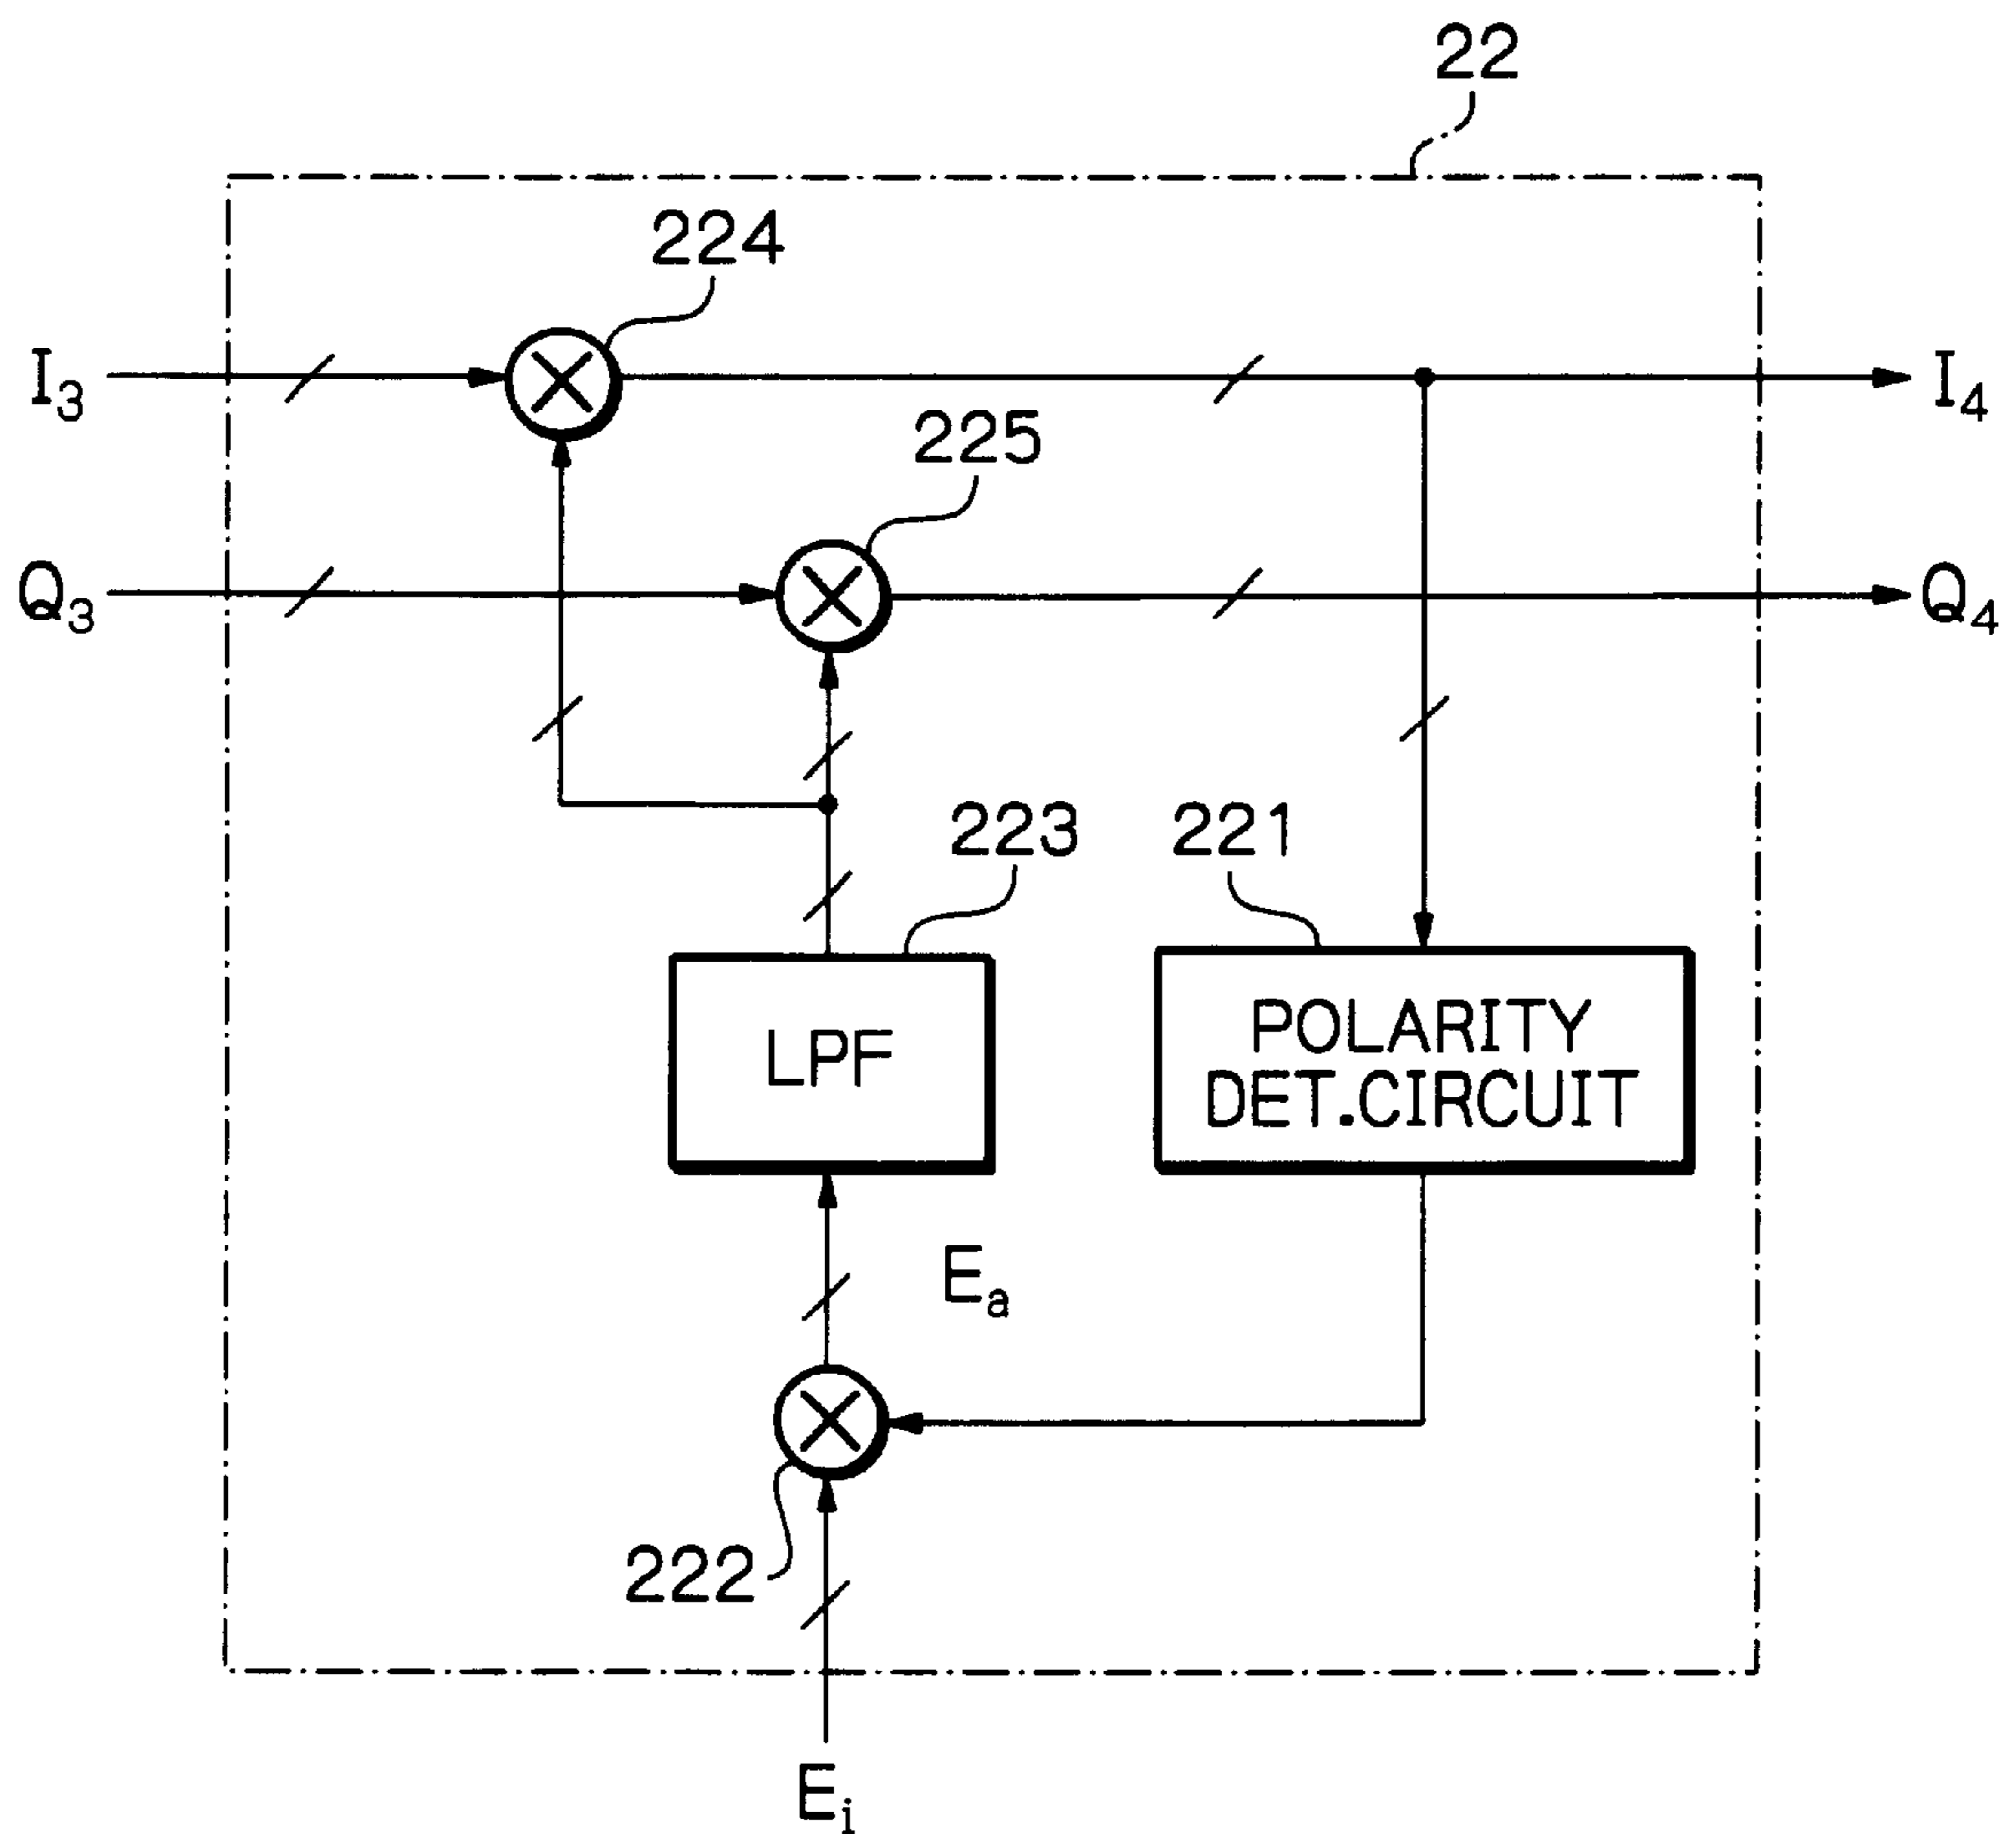 22
224
I3
I4
225
Q3
Q4
223
221
LPF
POLARITY
DET.CIRCUIT
Ea
222
Ei